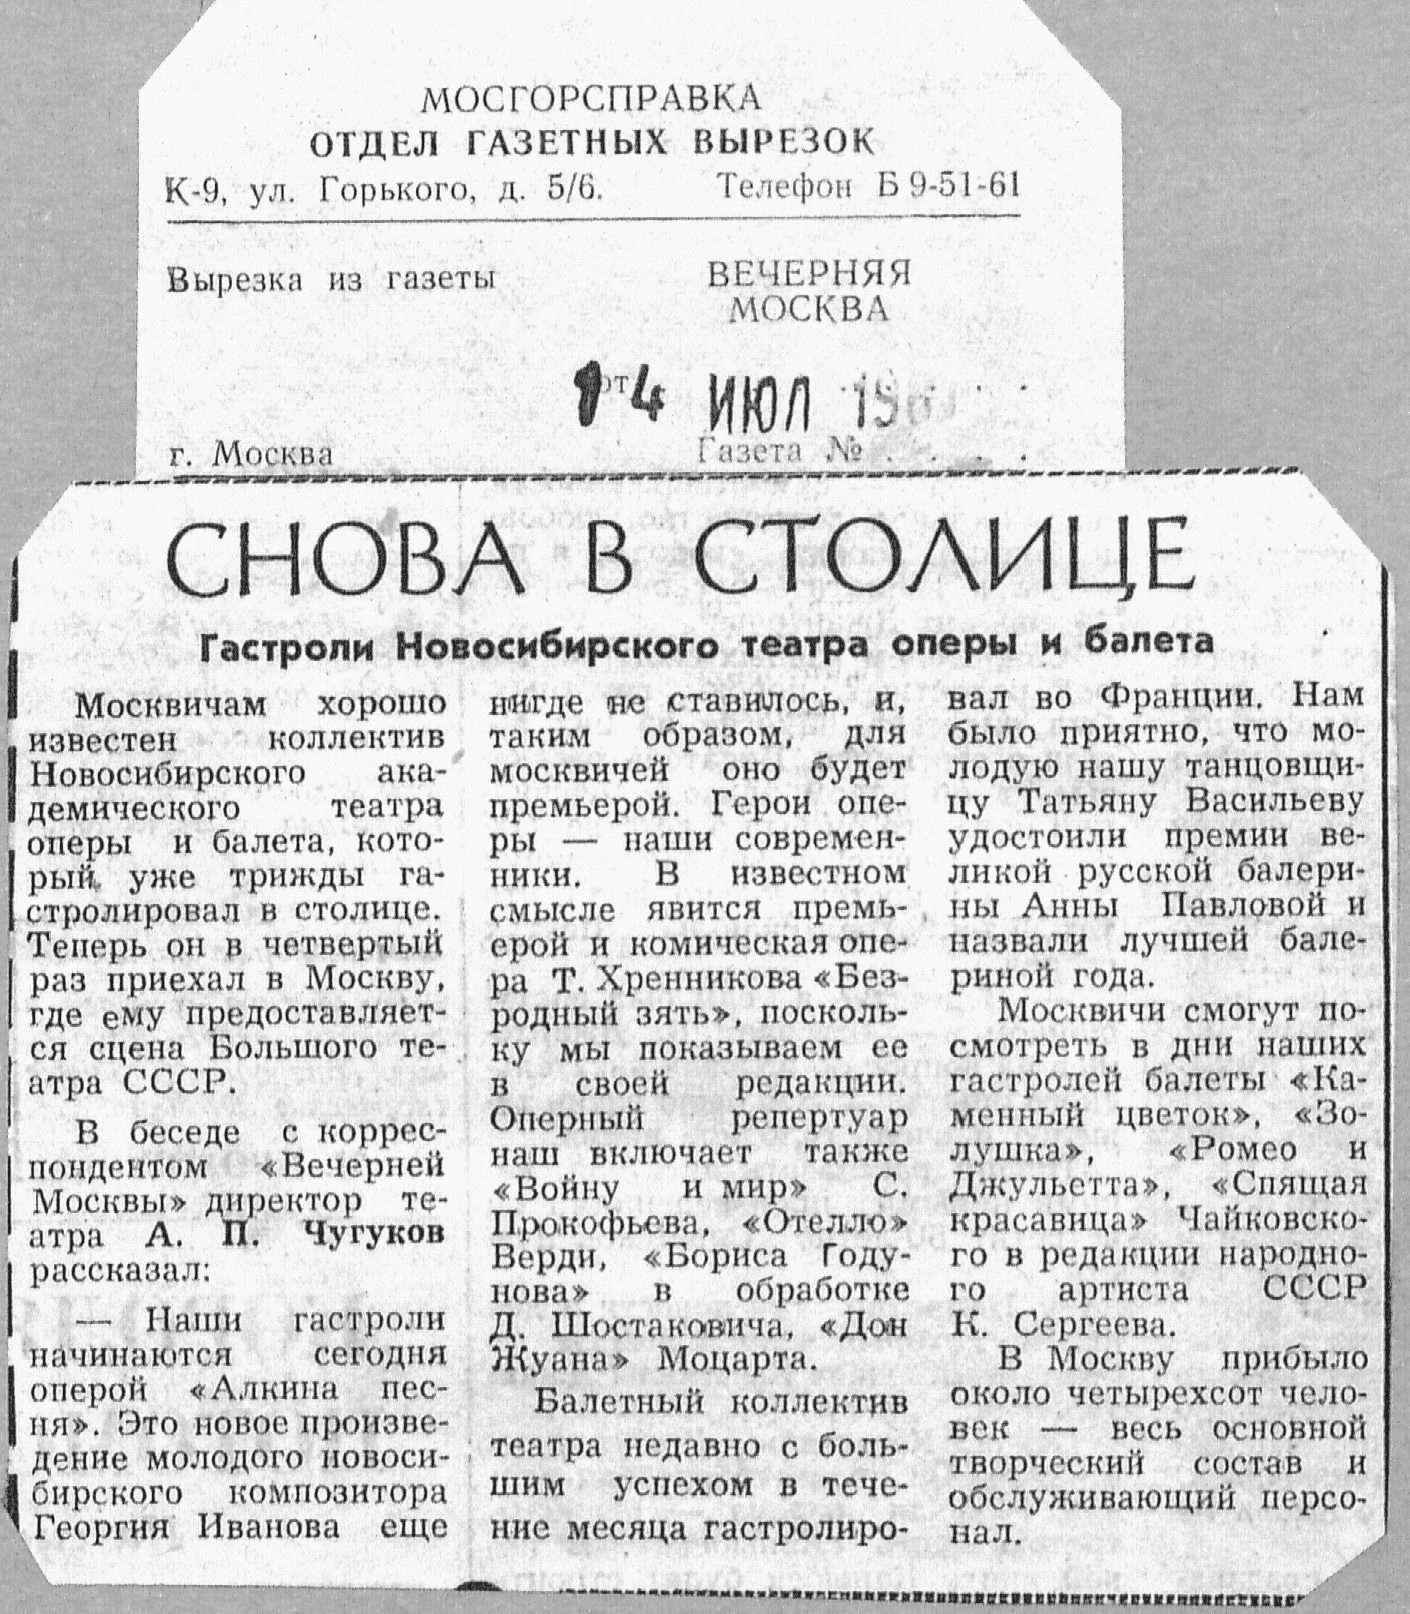 МОСГОРСПРАВКА
ОТДЕЛ ГАЗЕТНЫХ ВЫРЕЗОК
К-9, ул. Горького, д. 5/6. Телефон Б 9-51-61
Вырезка из газеты ВЕЧЕРНЯЯ
МОСКВА
от 14 ИЮЛ
г. Москва Газета № . . . .
СНОВА В СТОЛИЦЕ
Гастроли Новосибирского театра оперы и балета
Москвичам хорошо
известен коллектив
Новосибирского ака-
демического театра
оперы и балета, кото-
рый уже трижды га-
стролировал в столице.
Теперь он в четвертый
раз приехал в Москву,
где ему предоставляет-
ся сцена Большого те-
атра СССР.
В беседе с коррес-
пондентом «Вечерней
Москвы» директор те-
атра А. П. Чугуков
рассказал:
— Наши гастроли
начинаются сегодня
оперой «Алкина пес-
ня». Это новое произве-
дение молодого новоси-
бирского композитора
Георгия Иванова еще
нигде не ставилось, и,
таким образом, для
москвичей оно будет
премьерой. Герои опе-
ры — наши современ-
ники. В известном
смысле явится премь-
ерой и комическая опе-
ра Т. Хренникова «Без-
родный зять», посколь-
ку мы показываем ее
в своей редакции.
Оперный репертуар
наш включает также
«Войну и мир» С.
Прокофьева, «Отелло»
Верди, «Бориса Году-
нова» в обработке
Д. Шостаковича, «Дон
Жуана» Моцарта.
Балетный коллектив
театра недавно с боль-
шим успехом в тече-
ние месяца гастролиро-
вал во Франции. Нам
было приятно, что мо-
лодую нашу танцовщи-
цу Татьяну Васильеву
удостоили премии ве-
ликой русской балери-
ны Анны Павловой и
назвали лучшей бале-
риной года.
Москвичи смогут по-
смотреть в дни наших
гастролей балеты «Ка-
менный цветок», «Зо-
лушка», «Ромео и
Джульетта», «Спящая
красавица» Чайковско-
го в редакции народно-
го артиста СССР
К. Сергеева.
В Москву прибыло
около четырехсот чело-
век — весь основной
творческий состав и
обслуживающий персо-
нал.